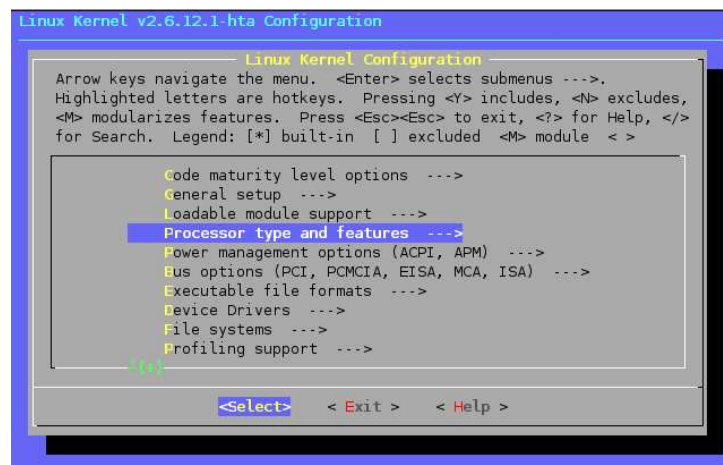 Linux Kernel v2.6.12.1-hta Configuration
Linux Kernel Configuration
Arrow keys navigate the menu. <Enter> selects submenus --->.
Highlighted letters are hotkeys. Pressing <Y> includes, <N> excludes,
<M> modularizes features. Press <Esc><Esc> to exit, <?> for Help, </>
for Search. Legend: [*] built-in [ ] excluded <M> module < >
Code maturity level options --->
General setup --->
Loadable module support --->
Processor type and features --->
Power management options (ACPI, APM) --->
Bus options (PCI, PCMCIA, EISA, MCA, ISA) --->
Executable file formats --->
Device Drivers --->
File systems --->
Profiling support --->
<Select> < Exit > < Help >